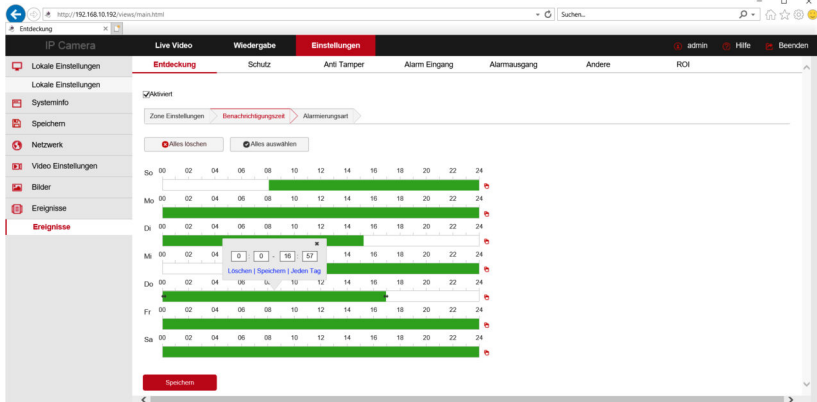 http://192.168.10.192/views/main.html
Suchen...
Entdeckung
IP Camera
Live Video
Wiedergabe
Einstellungen
admin
Hilfe
Beenden
Lokale Einstellungen
Entdeckung
Schutz
Anti Tamper
Alarm Eingang
Alarmausgang
Andere
ROI
Lokale Einstellungen
Systeminfo
Speichern
Netzwerk
Video Einstellungen
Bilder
Ereignisse
Ereignisse
Aktiviert
Zone Einstellungen
Benachrichtigungszeit
Alarmierungsart
Alles löschen
Alles auswählen
So 00 02 04 06 08 10 12 14 16 18 20 22 24
Mo 00 02 04 06 08 10 12 14 16 18 20 22 24
Di 00 02 04 06 08 10 12 14 16 18 20 22 24
0 : 0 - 16 : 57
Löschen | Speichern | Jeden Tag
Mi 00 02 04 14 16 18 20 22 24
Do 00 02 04 06 08 10 12 14 16 18 20 22 24
Fr 00 02 04 06 08 10 12 14 16 18 20 22 24
Sa 00 02 04 06 08 10 12 14 16 18 20 22 24
Speichern